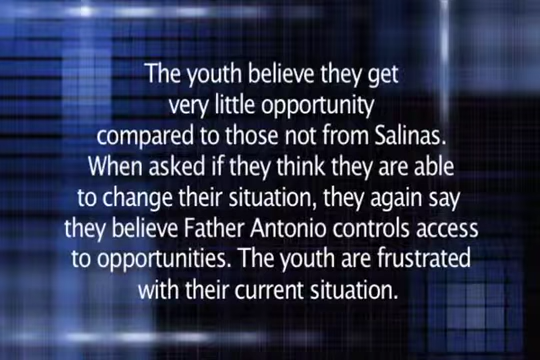 The youth believe they get
very little opportunity
compared to those not from Salinas.
When asked if they think they are able
to change their situation, they again say
they believe Father Antonio controls access
to opportunities. The youth are frustrated
with their current situation.